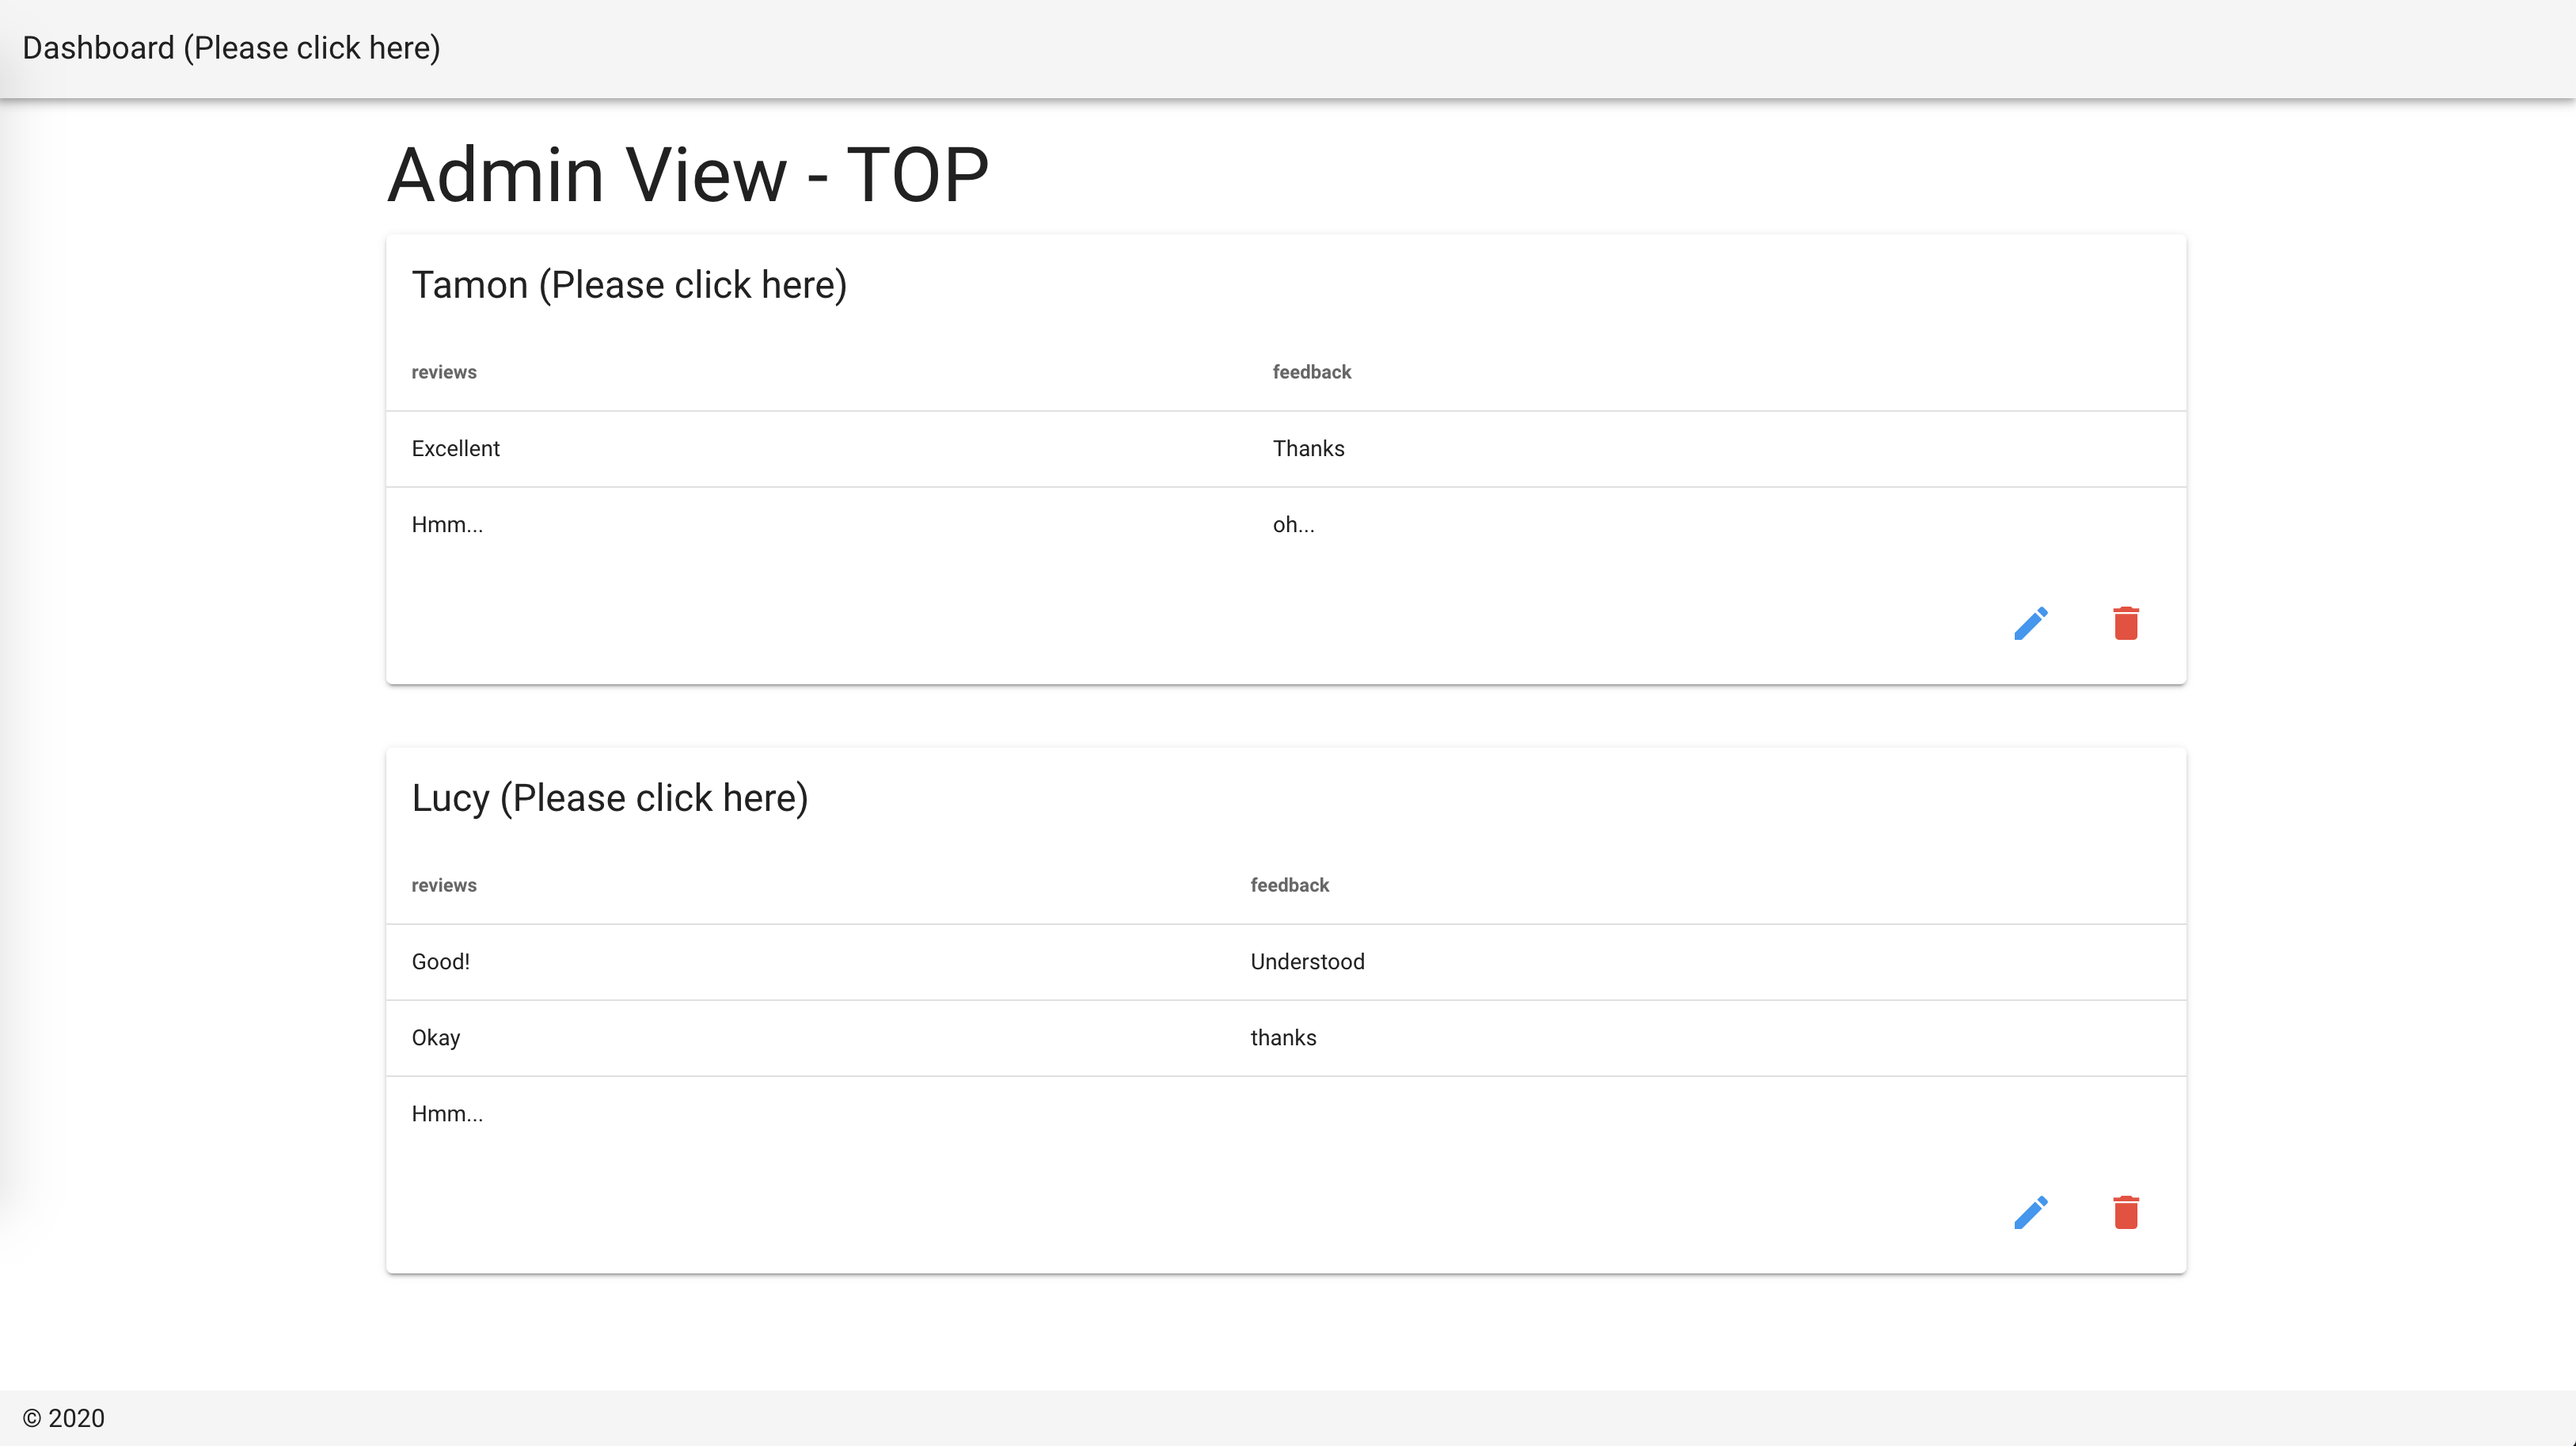 Dashboard (Please click here)
Admin View - TOP
Tamon (Please click here)
reviews feedback
Excellent Thanks
Hmm... oh...
Lucy (Please click here)
reviews feedback
Good! Understood
Okay thanks
Hmm...
© 2020